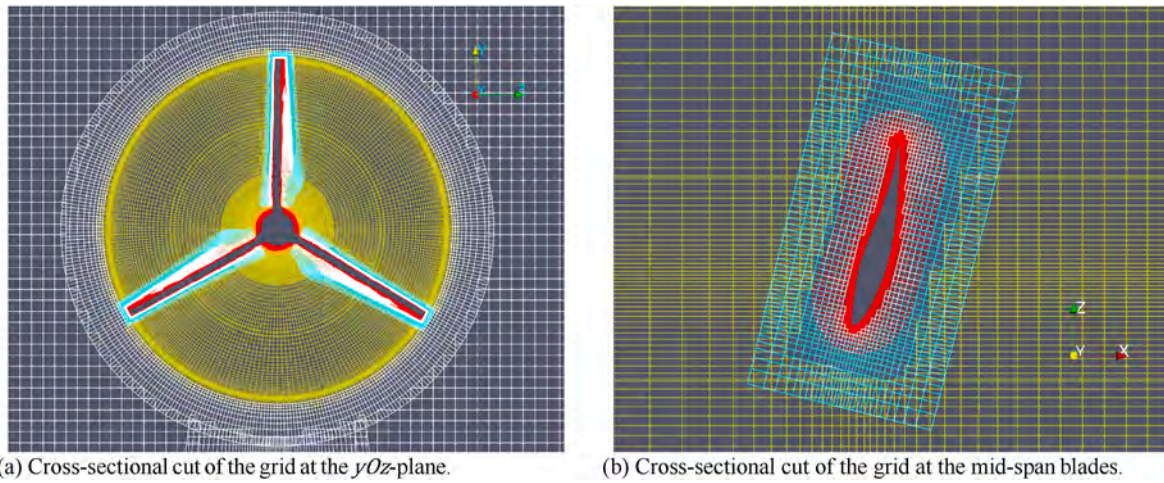 Y
Z
Y
X
(a) Cross-sectional cut of the grid at the yOz-plane.
(b) Cross-sectional cut of the grid at the mid-span blades.